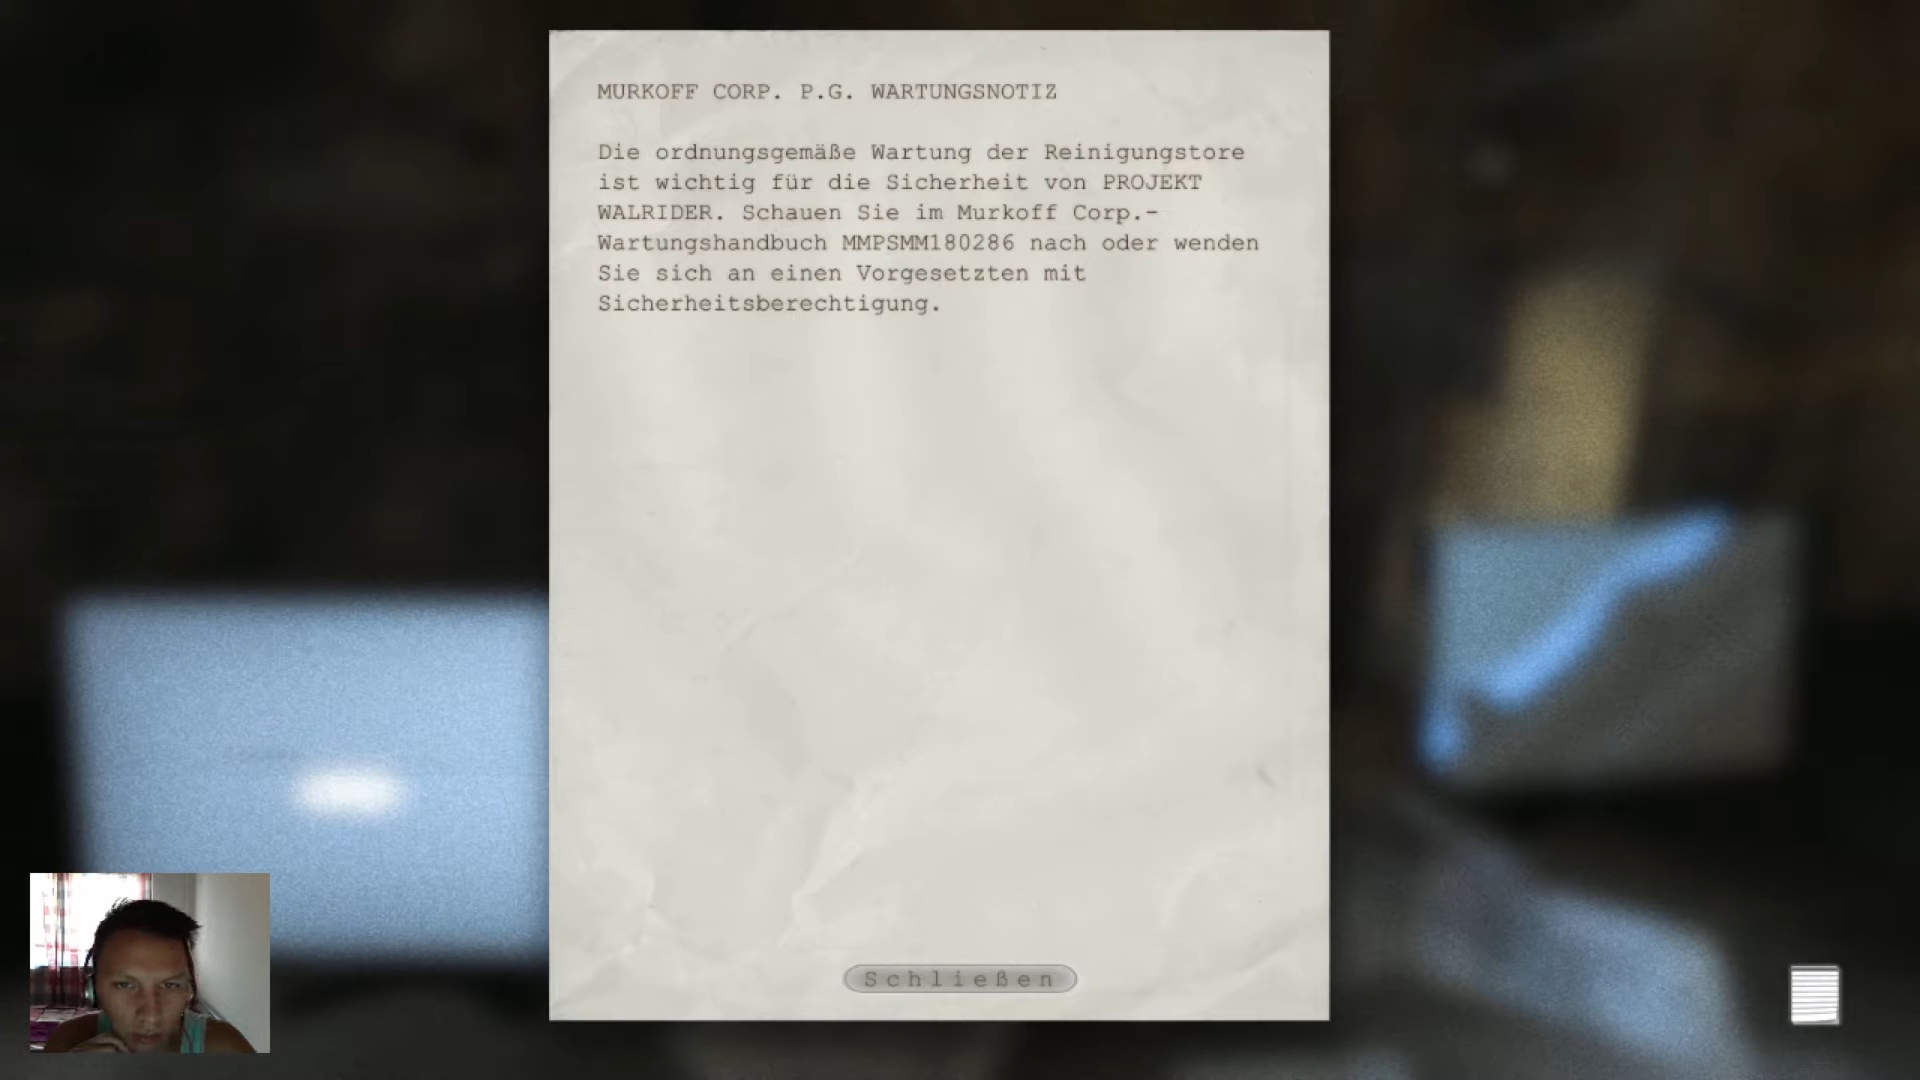 MURKOFF CORP. P.G. WARTUNGSNOTIZ
Die ordnungsgemäße Wartung der Reinigungstore
ist wichtig für die Sicherheit von PROJEKT
WALRIDER. Schauen Sie im Murkoff Corp.-
Wartungshandbuch MMPSMM180286 nach oder wenden
Sie sich an einen Vorgesetzten mit
Sicherheitsberechtigung.
Schließen